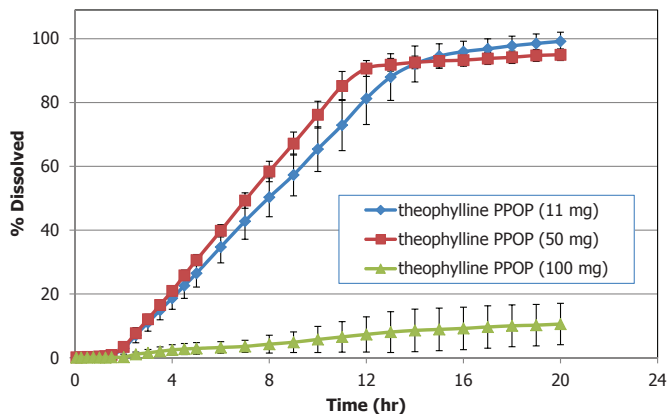 100
80
60
40
20
0
% Dissolved
theophylline PPOP (11 mg)
theophylline PPOP (50 mg)
theophylline PPOP (100 mg)
0 4 8 12 16 20 24
Time (hr)